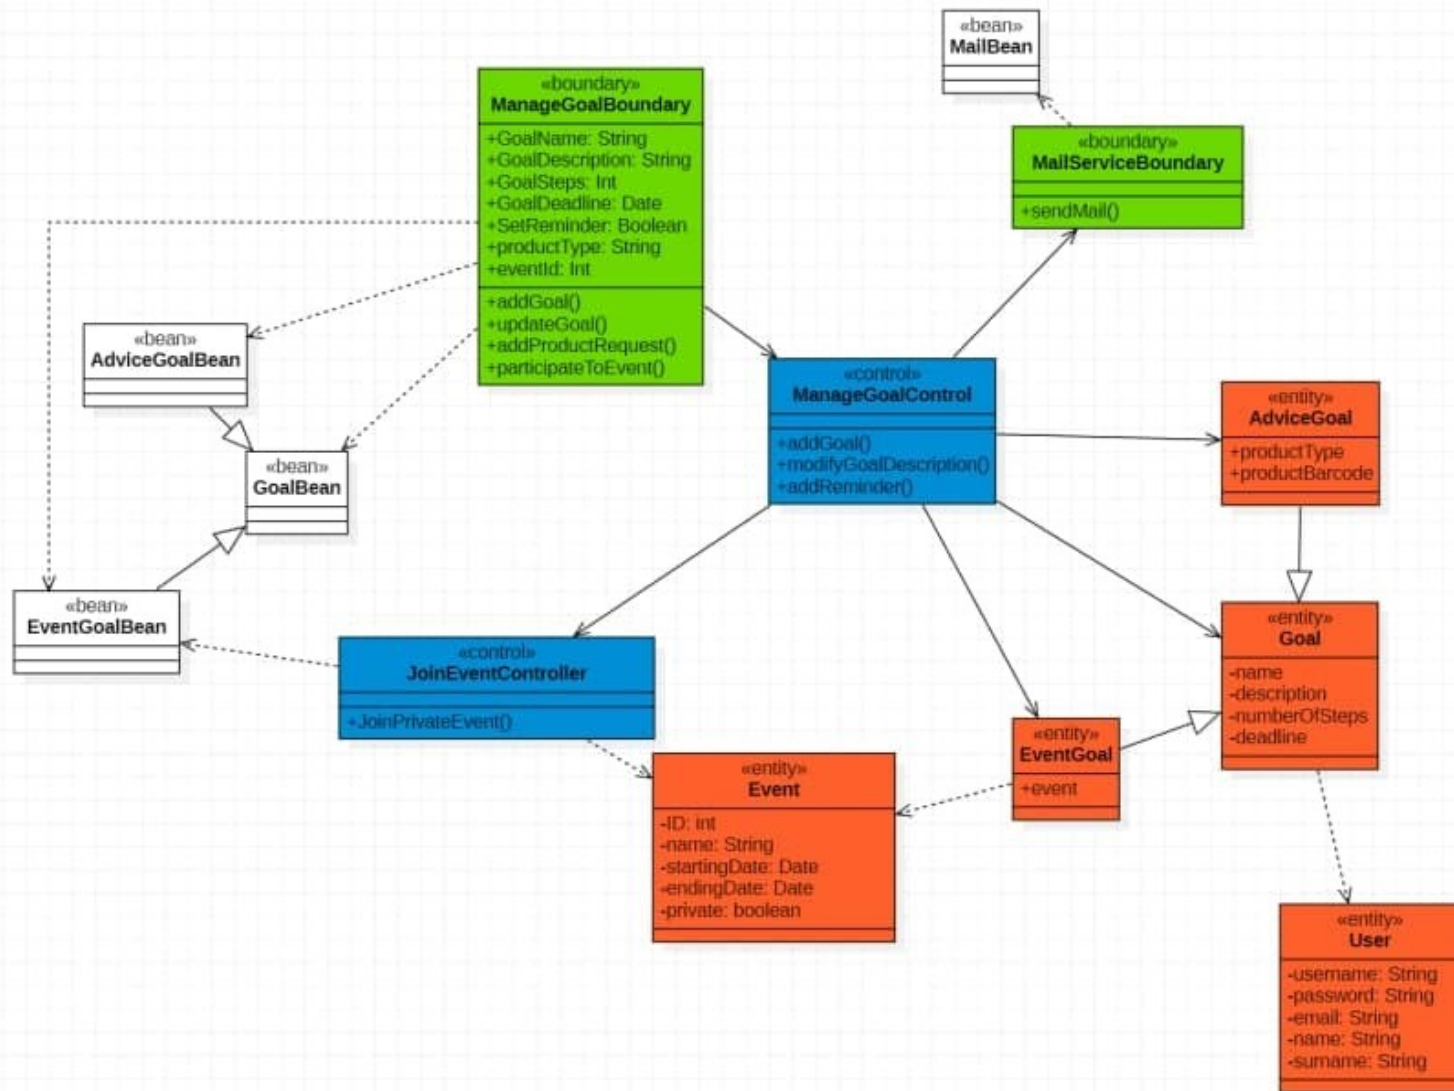 «bean»
MailBean
«boundary»
ManageGoalBoundary
+GoalName: String
+GoalDescription: String
+GoalSteps: Int
+GoalDeadline: Date
+SetReminder: Boolean
+productType: String
+eventId: Int
+addGoal()
+updateGoal()
+addProductRequest()
+participateToEvent()
«boundary»
MailServiceBoundary
+sendMail()
«bean»
AdviceGoalBean
«control»
ManageGoalControl
+addGoal()
+modifyGoalDescription()
+addReminder()
«entity»
AdviceGoal
+productType
+productBarcode
«bean»
GoalBean
«bean»
EventGoalBean
«control»
JoinEventController
+JoinPrivateEvent()
«entity»
Goal
-name
-description
-numberOfSteps
-deadline
«entity»
EventGoal
+event
«entity»
Event
-ID: int
-name: String
-startingDate: Date
-endingDate: Date
-private: boolean
«entity»
User
-username: String
-password: String
-email: String
-name: String
-surname: String